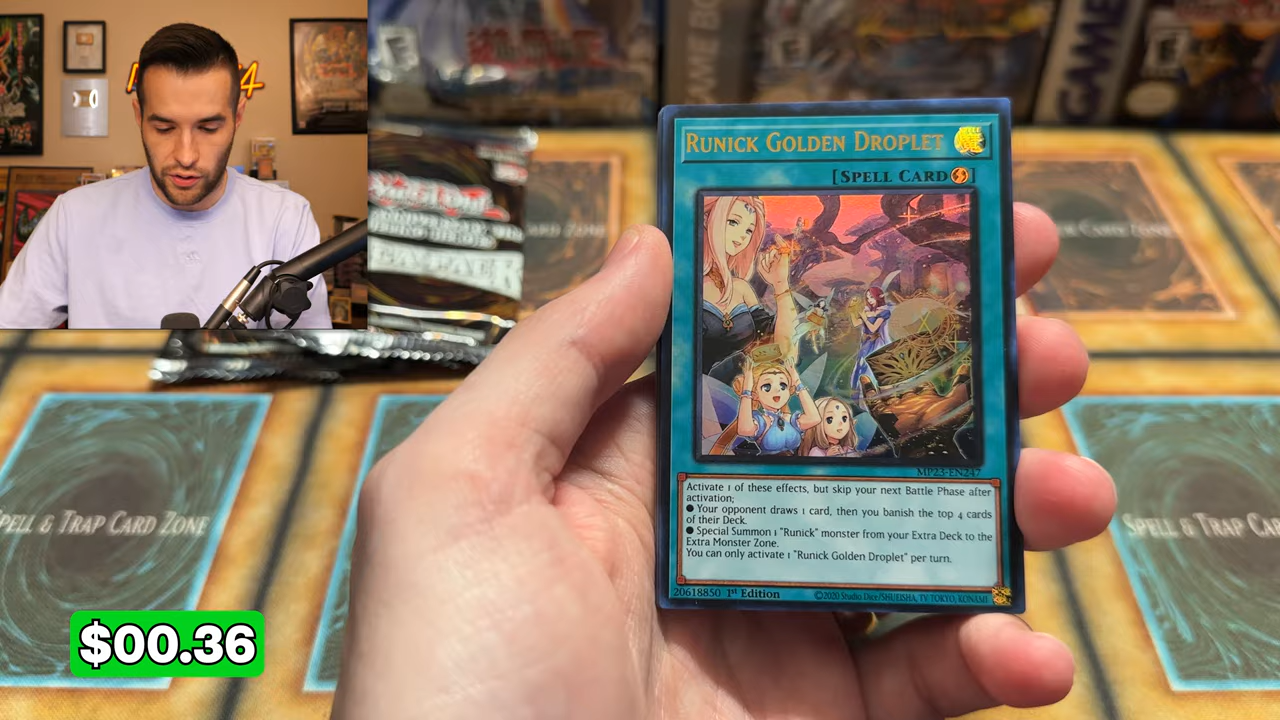 RUNICK GOLDEN DROPLET
[SPELL CARD]
MP23-EN247
Activate 1 of these effects, but skip your next Battle Phase after
activation;
● Your opponent draws 1 card, then you banish the top 4 cards
of their Deck.
● Special Summon 1 "Runick" monster from your Extra Deck to the
Extra Monster Zone.
You can only activate 1 "Runick Golden Droplet" per turn.
20618850 1st Edition ©2020 Studio Dice/SHUEISHA, TV TOKYO, KONAMI
SPELL & TRAP CARD ZONE
SPELL & TRAP CAR
$00.36
GAME BO
GAME
E
E
CARD ZONE